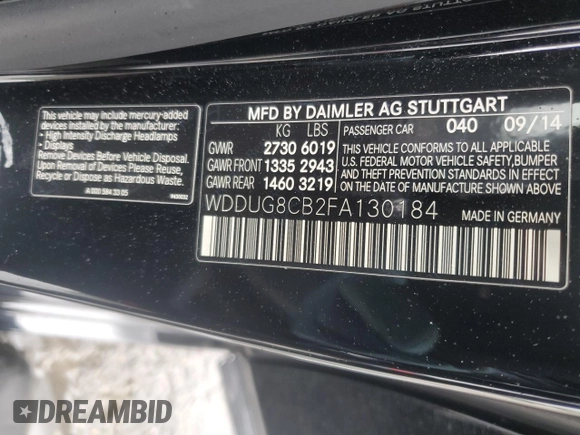 This vehicle may include mercury-added
devices installed by the manufacturer:
• High Intensity Discharge Headlamps
• Displays
Remove Devices Before Vehicle Disposal.
Upon Removal of Devices Please Reuse,
Recycle or Dispose as Hazardous Waste.
A 000 584 33 05
MFD BY DAIMLER AG STUTTGART
KG LBS PASSENGER CAR 040 09/14
GVWR 2730 6019
GAWR FRONT 1335 2943
GAWR REAR 1460 3219
THIS VEHICLE CONFORMS TO ALL APPLICABLE
U.S. FEDERAL MOTOR VEHICLE SAFETY, BUMPER
AND THEFT PREVENTION STANDARDS IN EFFECT
ON THE DATE OF MANUFACTURE SHOWN ABOVE.
WDDUG8CB2FA130184 MADE IN GERMANY
DREAMBID